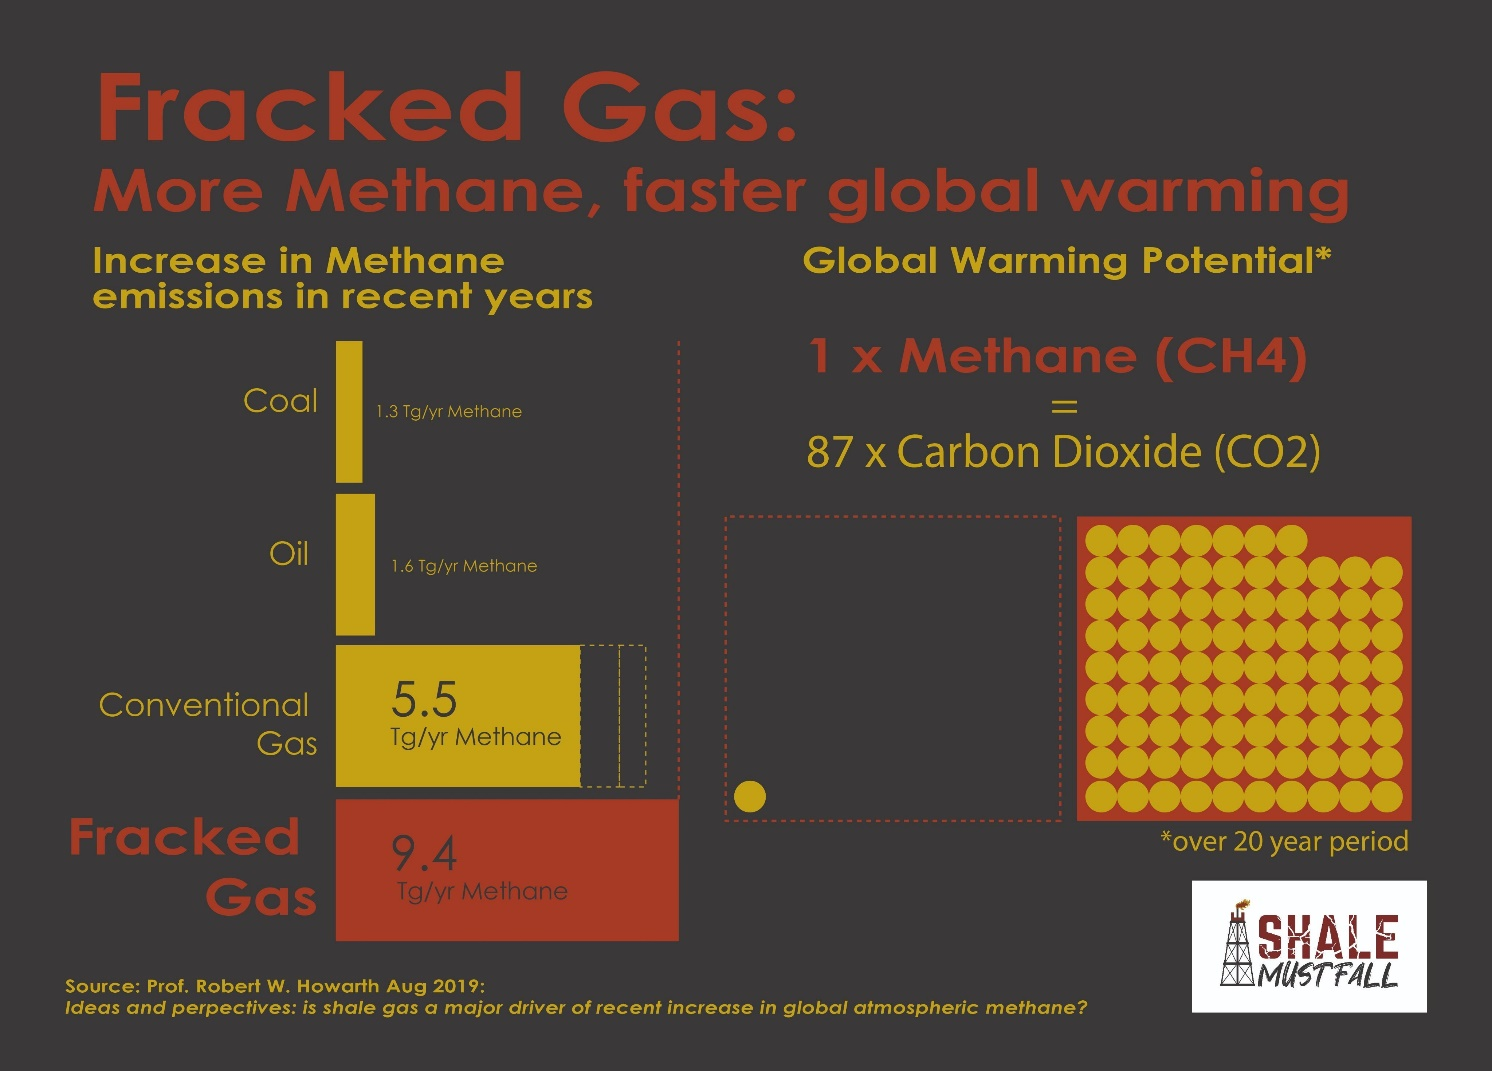 Fracked Gas:
More Methane, faster global warming
Increase in Methane
emissions in recent years
Coal
1.3 Tg/yr Methane
Oil
1.6 Tg/yr Methane
Conventional
Gas
5.5
Tg/yr Methane
Fracked
Gas
9.4
Tg/yr Methane
Global Warming Potential*
1 x Methane (CH4)
=
87 x Carbon Dioxide (CO2)
*over 20 year period
SHALE
MUST FALL
Source: Prof. Robert W. Howarth Aug 2019:
Ideas and perpectives: is shale gas a major driver of recent increase in global atmospheric methane?